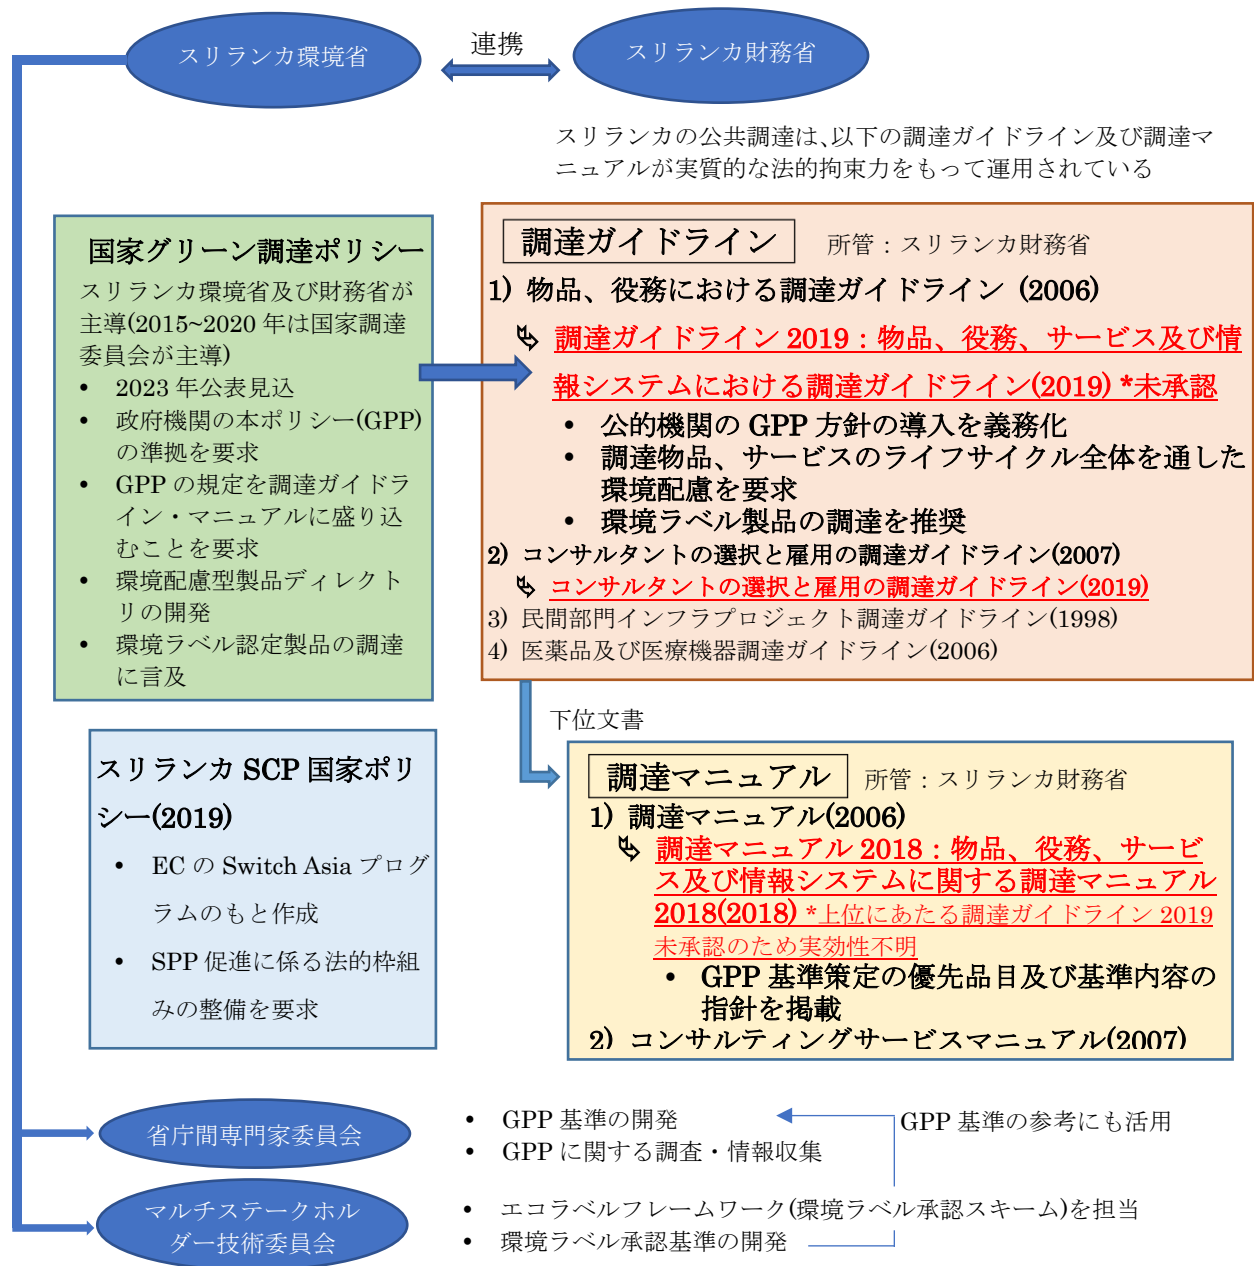 スリランカ環境省
連携
スリランカ財務省
スリランカの公共調達は、以下の調達ガイドライン及び調達マ
ニュアルが実質的な法的拘束力をもって運用されている
国家グリーン調達ポリシー
スリランカ環境省及び財務省が
主導(2015~2020 年は国家調達
委員会が主導)
• 2023 年公表見込
• 政府機関の本ポリシー(GPP)
の準拠を要求
• GPP の規定を調達ガイドラ
イン・マニュアルに盛り込
むことを要求
• 環境配慮型製品ディレクト
リの開発
• 環境ラベル認定製品の調達
に言及
調達ガイドライン 所管：スリランカ財務省
1) 物品、役務における調達ガイドライン (2006)
調達ガイドライン 2019：物品、役務、サービス及び情
報システムにおける調達ガイドライン(2019) *未承認
• 公的機関の GPP 方針の導入を義務化
• 調達物品、サービスのライフサイクル全体を通した
環境配慮を要求
• 環境ラベル製品の調達を推奨
2) コンサルタントの選択と雇用の調達ガイドライン(2007)
コンサルタントの選択と雇用の調達ガイドライン(2019)
3) 民間部門インフラプロジェクト調達ガイドライン(1998)
4) 医薬品及び医療機器調達ガイドライン(2006)
下位文書
スリランカ SCP 国家ポリ
シー(2019)
• EC の Switch Asia プログ
ラムのもと作成
• SPP 促進に係る法的枠組
みの整備を要求
調達マニュアル 所管：スリランカ財務省
1) 調達マニュアル(2006)
調達マニュアル 2018：物品、役務、サービ
ス及び情報システムに関する調達マニュアル
2018(2018) *上位にあたる調達ガイドライン 2019
未承認のため実効性不明
• GPP 基準策定の優先品目及び基準内容の
指針を掲載
2) コンサルティングサービスマニュアル(2007)
省庁間専門家委員会
• GPP 基準の開発
• GPP に関する調査・情報収集
GPP 基準の参考にも活用
マルチステークホル
ダー技術委員会
• エコラベルフレームワーク(環境ラベル承認スキーム)を担当
• 環境ラベル承認基準の開発